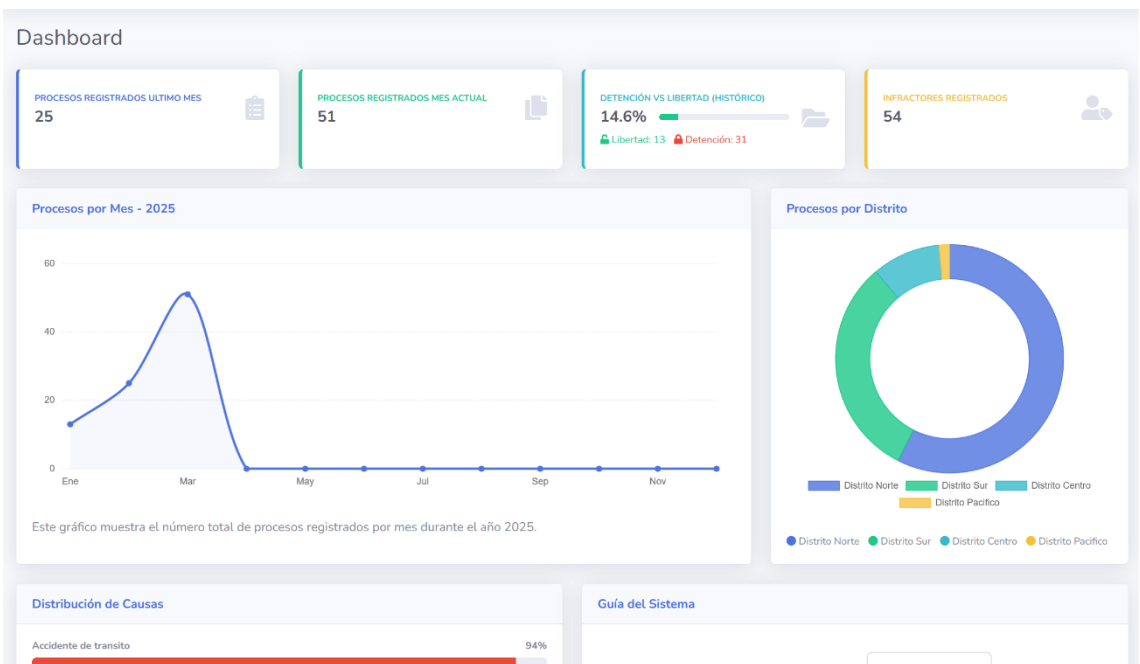 Dashboard
PROCESOS REGISTRADOS ULTIMO MES
25
PROCESOS REGISTRADOS MES ACTUAL
51
DETENCIÓN VS LIBERTAD (HISTÓRICO)
14.6%
Libertad: 13 Detención: 31
INFRACTORES REGISTRADOS
54
Procesos por Mes - 2025
60
40
20
0
Ene Mar May Jul Sep Nov
Este gráfico muestra el número total de procesos registrados por mes durante el año 2025.
Procesos por Distrito
Distrito Norte Distrito Sur Distrito Centro
Distrito Pacifico
Distrito Norte Distrito Sur Distrito Centro Distrito Pacifico
Distribución de Causas
Accidente de transito 94%
Guía del Sistema